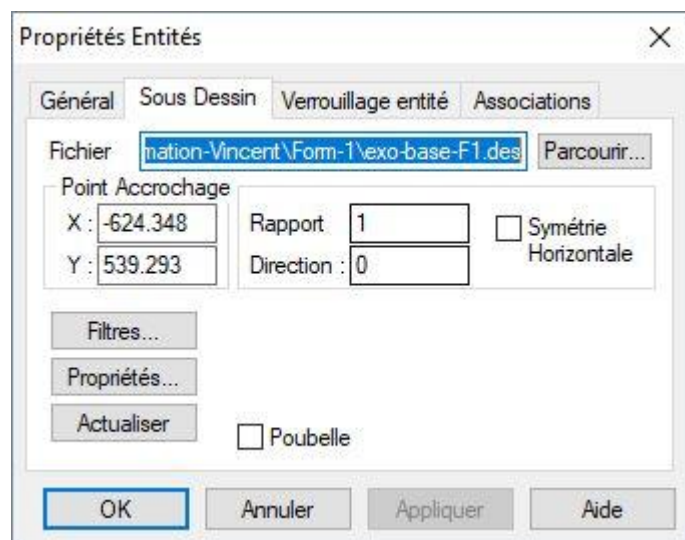 Propriétés Entités
Général Sous Dessin Verrouillage entité Associations
Fichier mation-Vincent\Form-1\exo-base-F1.des Parcourir...
Point Accrochage
X : -624.348 Rapport 1 Symétrie Horizontale
Y : 539.293 Direction : 0
Filtres...
Propriétés...
Actualiser Poubelle
OK Annuler Appliquer Aide